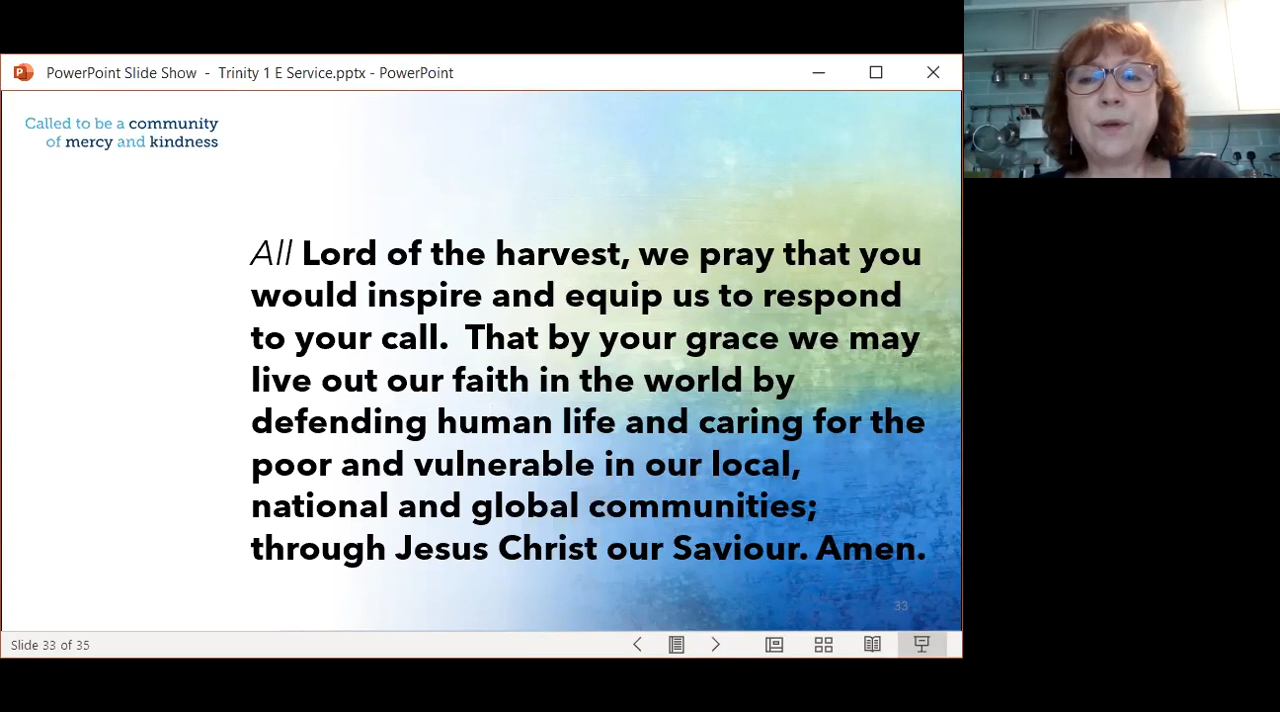 PowerPoint Slide Show - Trinity 1 E Service.pptx - PowerPoint
Called to be a community
of mercy and kindness
All Lord of the harvest, we pray that you
would inspire and equip us to respond
to your call.  That by your grace we may
live out our faith in the world by
defending human life and caring for the
poor and vulnerable in our local,
national and global communities;
through Jesus Christ our Saviour. Amen.
33
Slide 33 of 35